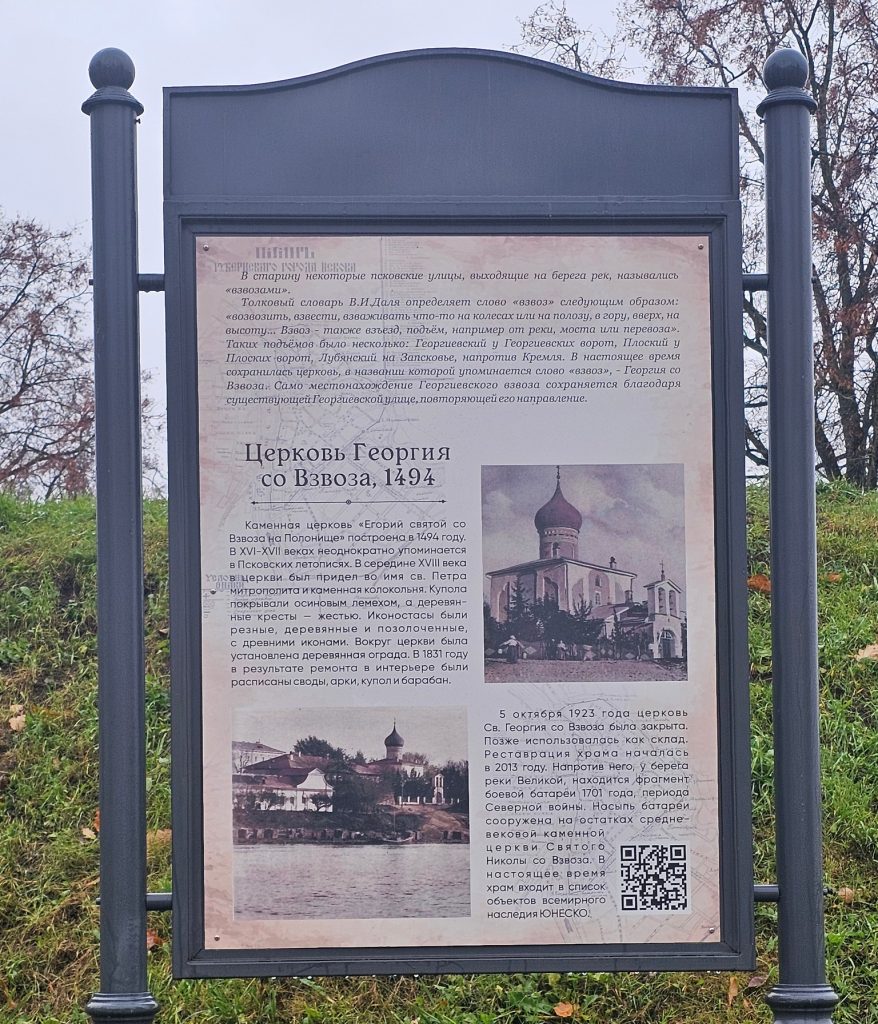 ПЛАНЪ
ГУБЕРНСКАГО ГОРОДА ПСКОВА
В старину некоторые псковские улицы, выходящие на берега рек, назывались
«взвозами».
Толковый словарь В.И.Даля определяет слово «взвоз» следующим образом:
«возвозить, взвести, взваживать что-то на колесах или на полозу, в гору, вверх, на
высоту... Взвоз - также взъезд, подъём, например от реки, моста или перевоза».
Таких подъёмов было несколько: Георгиевский у Георгиевских ворот, Плоский у
Плоских ворот, Лубянский на Запсковье, напротив Кремля. В настоящее время
сохранилась церковь, в названии которой упоминается слово «взвоз», - Георгия со
Взвоза. Само местонахождение Георгиевского взвоза сохраняется благодаря
существующей Георгиевской улице, повторяющей его направление.
Церковь Георгия
со Взвоза, 1494
Каменная церковь «Егорий святой со
Взвоза на Полонище» построена в 1494 году.
В XVI-XVII веках неоднократно упоминается
в Псковских летописях. В середине XVIII века
в церкви был придел во имя св. Петра
митрополита и каменная колокольня. Купола
покрывали осиновым лемехом, а деревян-
ные кресты – жестью. Иконостасы были
резные, деревянные и позолоченные,
с древними иконами. Вокруг церкви была
установлена деревянная ограда. В 1831 году
в результате ремонта в интерьере были
расписаны своды, арки, купол и барабан.
5 октября 1923 года церковь
Св. Георгия со Взвоза была закрыта.
Позже использовалась как склад.
Реставрация храма началась
в 2013 году. Напротив него, у берега
реки Великой, находится фрагмент
боевой батареи 1701 года, периода
Северной войны. Насыпь батареи
сооружена на остатках средне-
вековой каменной
церкви Святого
Николы со Взвоза. В
настоящее время
храм входит в список
объектов всемирного
наследия ЮНЕСКО.